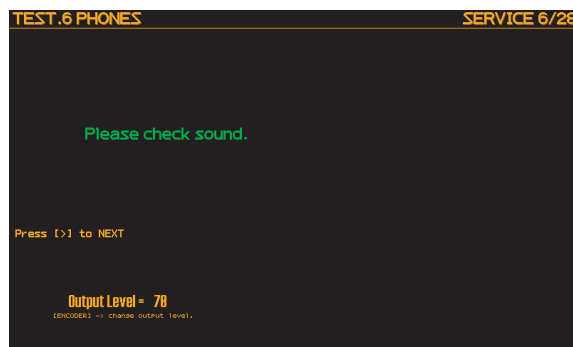 TEST.6 PHONES
SERVICE 6/28
Please check sound.
Press [>] to NEXT
Output Level = 70
[ENCODER] -> change output level.